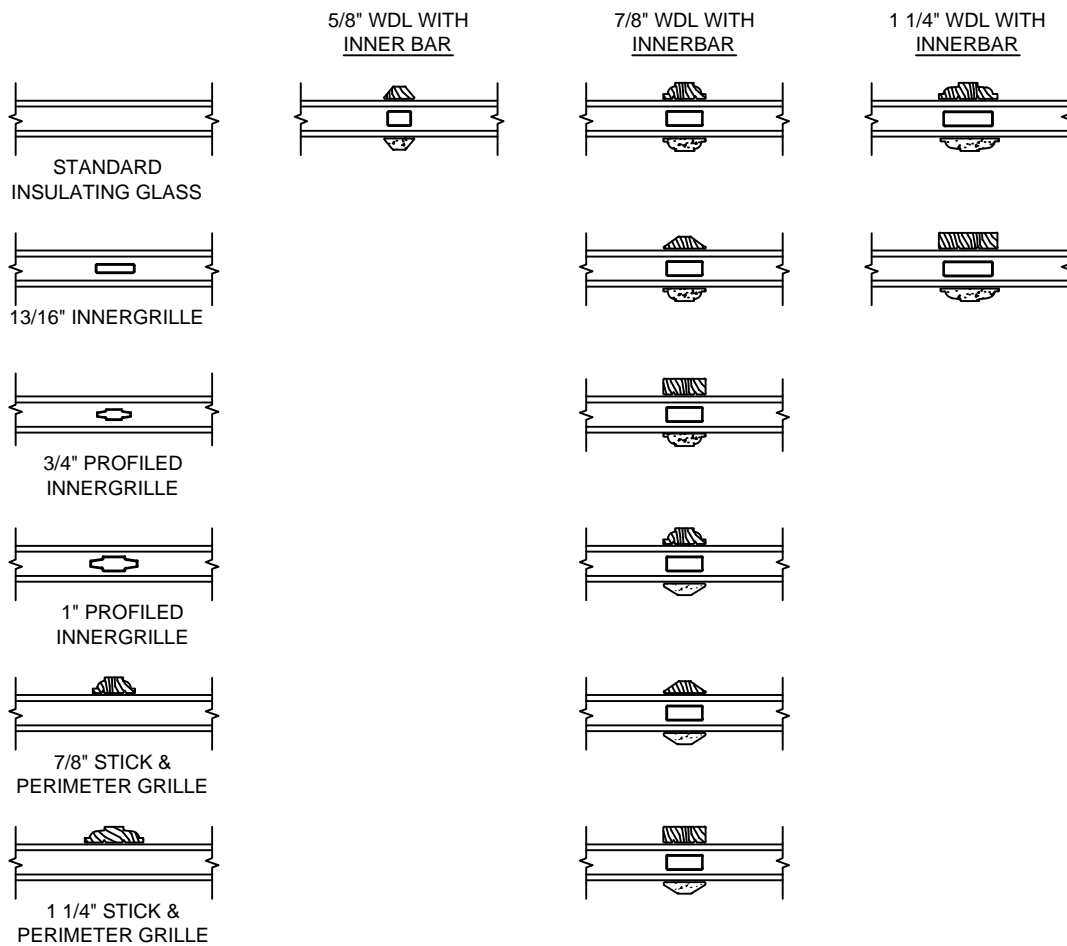 5/8" WDL WITH
INNER BAR
7/8" WDL WITH
INNERBAR
1 1/4" WDL WITH
INNERBAR
STANDARD
INSULATING GLASS
13/16" INNERGRILLE
3/4" PROFILED
INNERGRILLE
1" PROFILED
INNERGRILLE
7/8" STICK &
PERIMETER GRILLE
1 1/4" STICK &
PERIMETER GRILLE